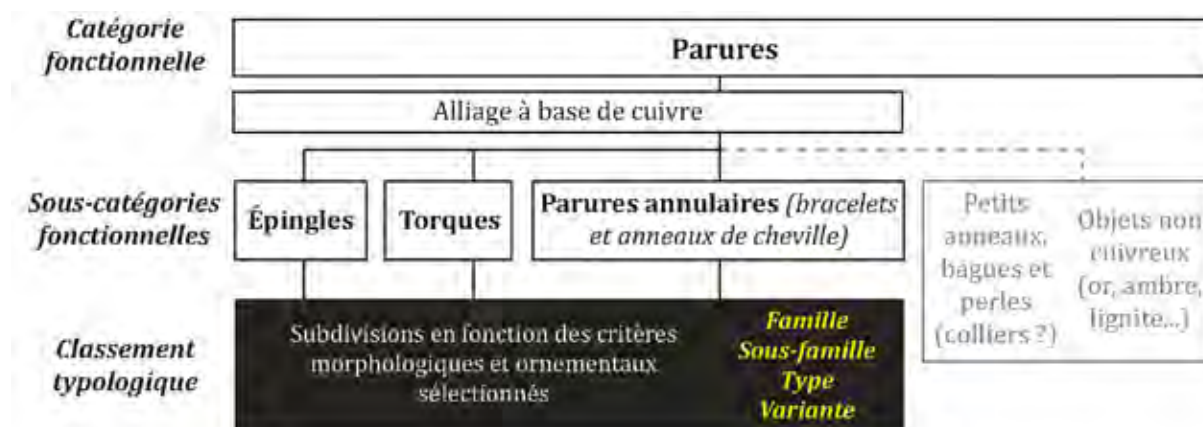 Catégorie
fonctionnelle
Parures
Alliage à base de cuivre
Sous-catégories
fonctionnelles
Épingles
Torques
Parures annulaires (bracelets
et anneaux de cheville)
Petits
anneaux,
bagues et
perles
(colliers ?)
Objets non
cuivreux
(or, ambre,
lignite...)
Classement
typologique
Subdivisions en fonction des critères
morphologiques et ornementaux
sélectionnés
Famille
Sous-famille
Type
Variante